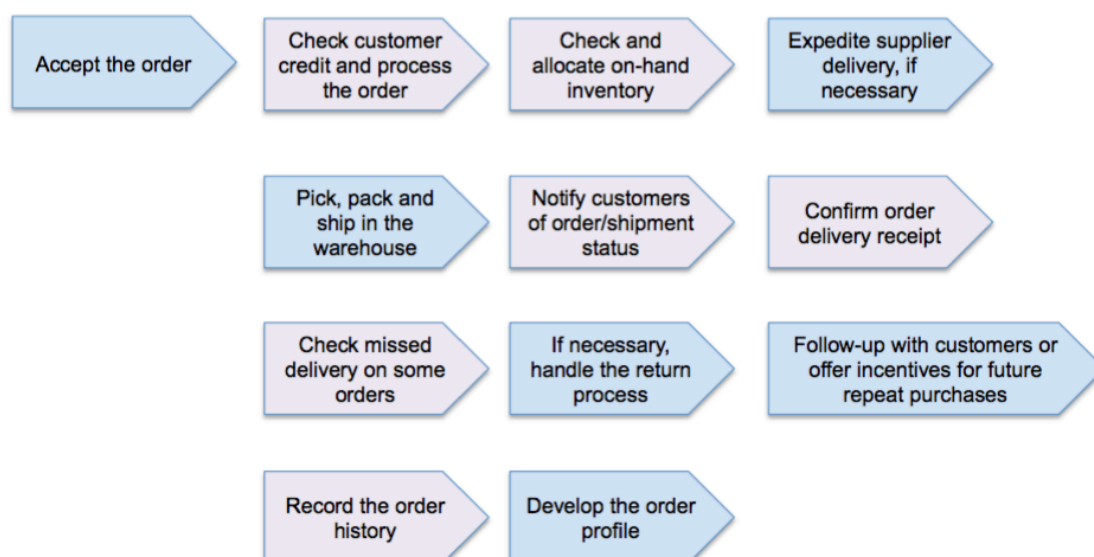 Accept the order
Check customer
credit and process
the order
Check and
allocate on-hand
inventory
Expedite supplier
delivery, if
necessary
Pick, pack and
ship in the
warehouse
Notify customers
of order/shipment
status
Confirm order
delivery receipt
Check missed
delivery on some
orders
If necessary,
handle the return
process
Follow-up with customers or
offer incentives for future
repeat purchases
Record the order
history
Develop the order
profile